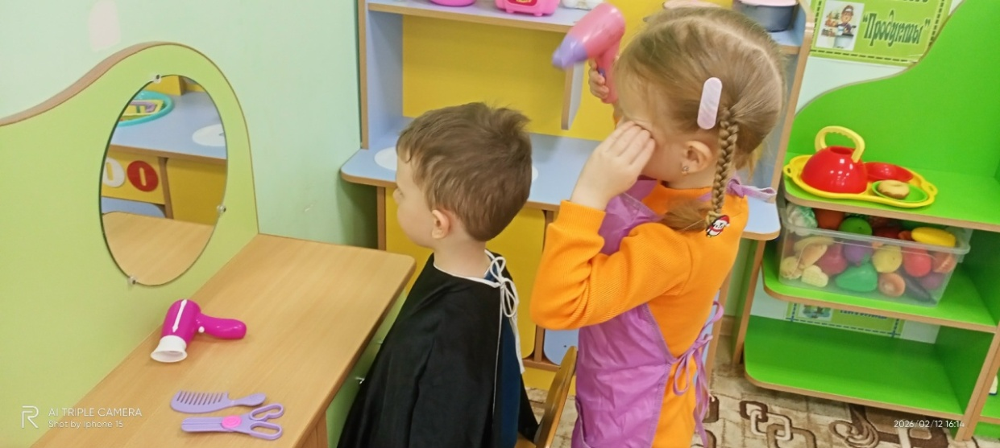 "Продукты"
AI TRIPLE CAMERA
Shot by Iphone 15
2026/02/12 16:14